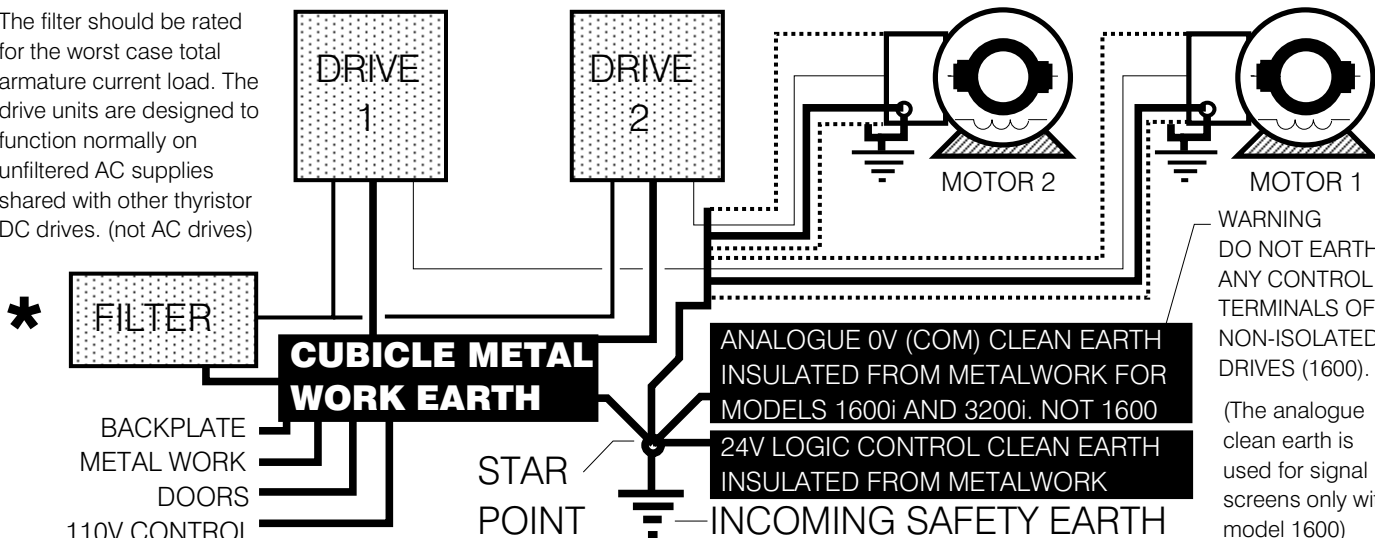 The filter should be rated
for the worst case total
armature current load. The
drive units are designed to
function normally on
unfiltered AC supplies
shared with other thyristor
DC drives. (not AC drives)
DRIVE
1
DRIVE
2
MOTOR 2
MOTOR 1
* FILTER
CUBICLE METAL
WORK EARTH
BACKPLATE
METAL WORK
DOORS
110V CONTROL
STAR
POINT
ANALOGUE 0V (COM) CLEAN EARTH
INSULATED FROM METALWORK FOR
MODELS 1600i AND 3200i. NOT 1600
24V LOGIC CONTROL CLEAN EARTH
INSULATED FROM METALWORK
INCOMING SAFETY EARTH
WARNING
DO NOT EARTH
ANY CONTROL
TERMINALS OF
NON-ISOLATED
DRIVES (1600).
(The analogue
clean earth is
used for signal
screens only wi
model 1600)